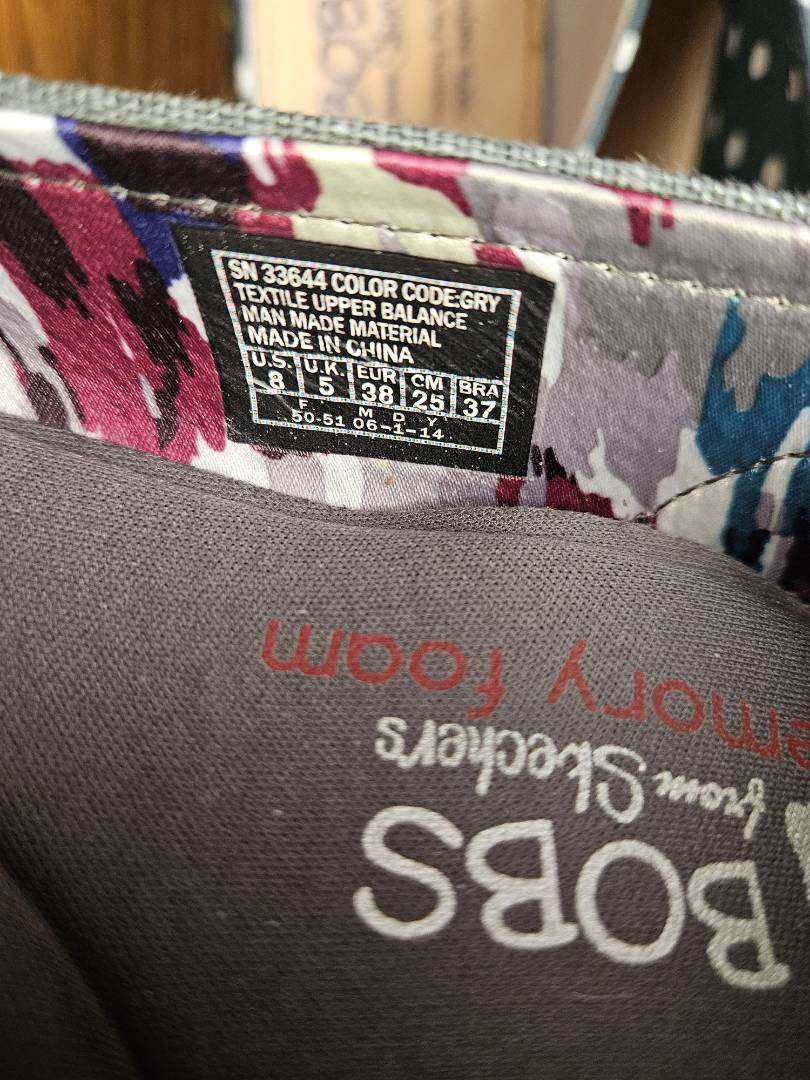 SN 33644 COLOR CODE:GRY
TEXTILE UPPER BALANCE
MAN MADE MATERIAL
MADE IN CHINA
U.S. U.K. EUR CM BRA
8 5 38 25 37
F M D Y
50-51 06-1-14
BOBS
from Skechers
emory foam